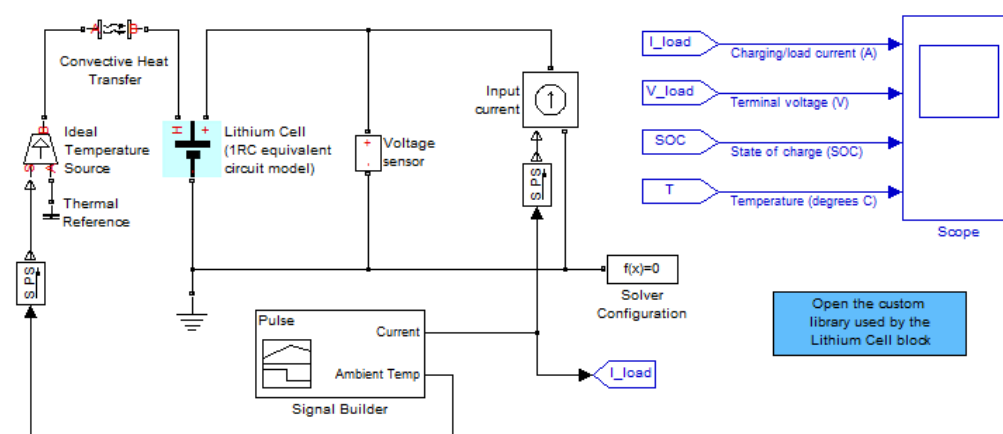 A
B
Convective Heat
Transfer
B
S
A
Ideal
Temperature
Source
Thermal
Reference
S PS
H
+
-
Lithium Cell
(1RC equivalent
circuit model)
+
-
Voltage
sensor
Input
current
S PS
f(x)=0
Solver
Configuration
Pulse
Current
Ambient Temp
Signal Builder
I_load
I_load
Charging/load current (A)
V_load
Terminal voltage (V)
SOC
State of charge (SOC)
T
Temperature (degrees C)
Scope
Open the custom
library used by the
Lithium Cell block